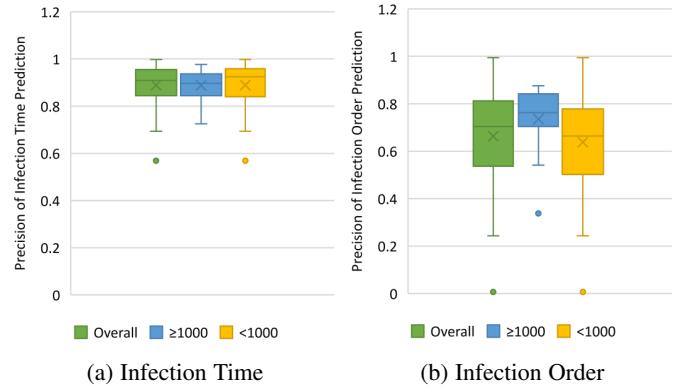 Precision of Infection Time Prediction
1.2
1
0.8
0.6
0.4
0.2
0
Overall ≥1000 <1000
(a) Infection Time
Precision of Infection Order Prediction
1.2
1
0.8
0.6
0.4
0.2
0
Overall ≥1000 <1000
(b) Infection Order